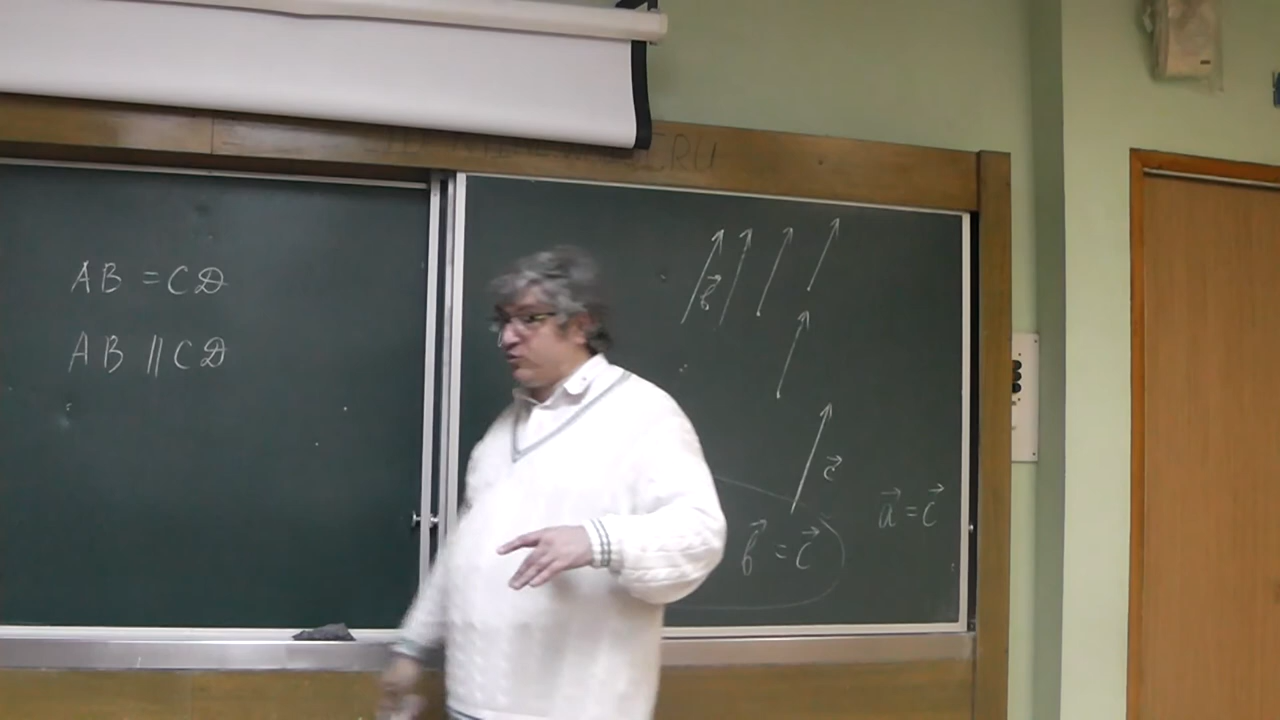 AB = CD
AB || CD
b⃗
c⃗
a⃗ = c⃗
b⃗ = c⃗